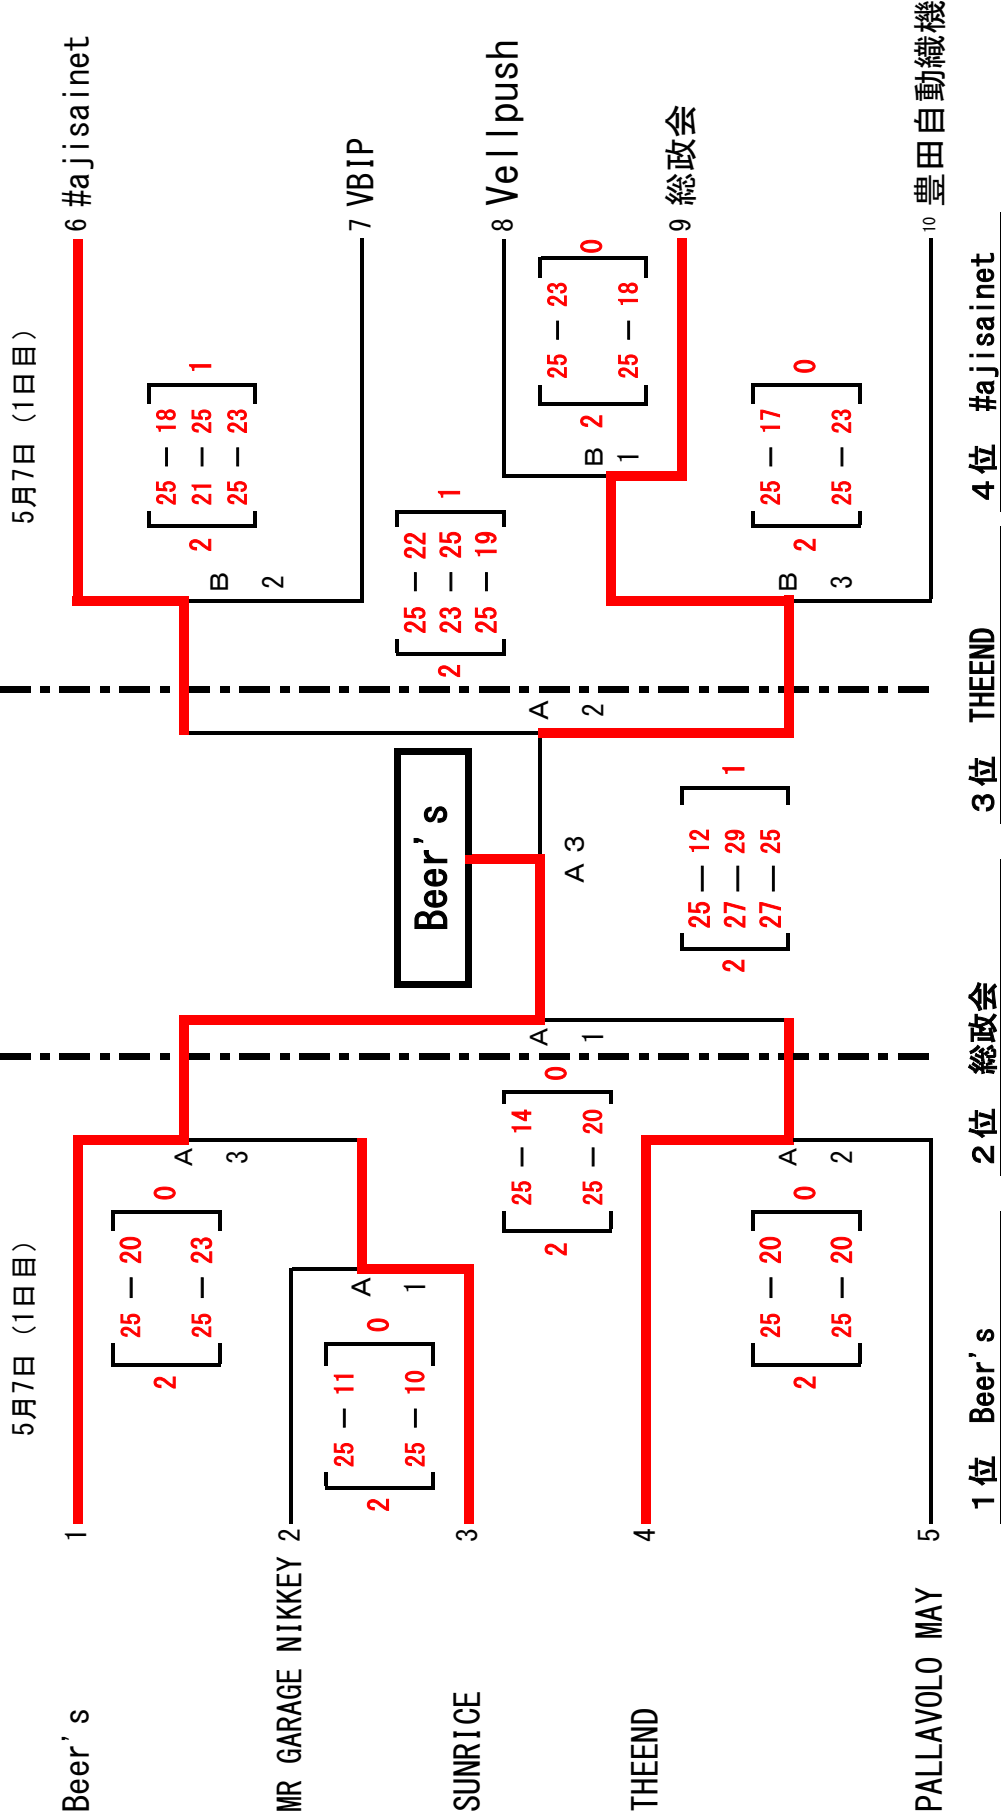 5月7日（1日目）
5月7日（1日目）
Beer's 1
6 #ajisainet
25 — 20
2 0
25 — 23
A
3
25 — 18
2 21 — 25 1
25 — 23
B
2
MR GARAGE NIKKEY 2
7 VBIP
25 — 11
2 0
25 — 10
A
1
Beer's
25 — 22
2 23 — 25 1
25 — 19
SUNRICE 3
8 Vellpush
25 — 14
2 0
25 — 20
A
1
A
2
A 3
25 — 23
2 0
25 — 18
B
1
THEEND 4
9 総政会
25 — 12
2 27 — 29 1
27 — 25
25 — 20
2 0
25 — 20
A
2
25 — 17
2 0
25 — 23
B
3
PALLAVOLO MAY 5
10 豊田自動織機
1位 Beer's 2位 総政会 3位 THEEND 4位 #ajisainet